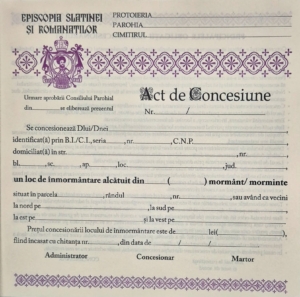 EPISCOPIA SLATINEI
ȘI ROMANAȚILOR
PROTOIERIA
PAROHIA
CIMITIRUL
Urmare aprobării Consiliului Parohial
din se eliberează prezentul
Act de Concesiune
Nr. /
Se concesionează Dlui/Dnei
identificat(ă) prin B.I./C.I., seria , nr. , C.N.P.
domiciliat(ă) în str. , nr.
bl. , sc. , ap. , loc. , jud.
un loc de înmormântare alcătuit din ( ) mormânt/ morminte
situat în parcela , rândul , nr. , sau având ca vecini
la nord pe , la sud pe ,
la est pe și la vest pe .
Prețul concesionării locului de înmormântare este de lei( ),
fiind încasat cu chitanța nr. , din data de / /
Administrator Concesionar Martor